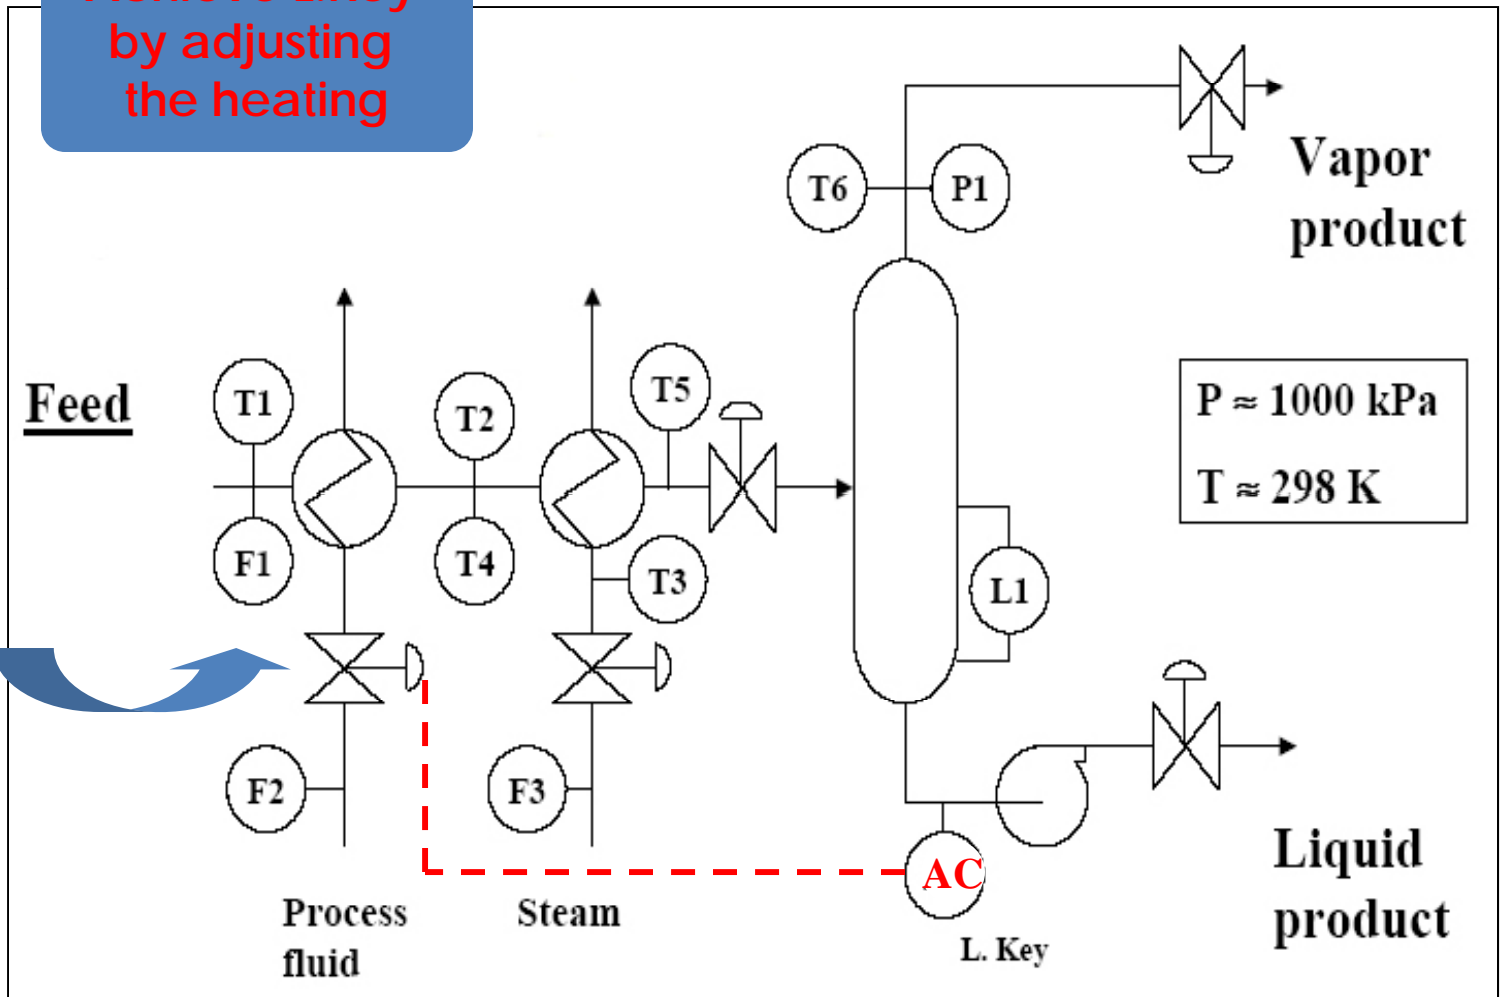 by adjusting
the heating
Vapor
product
T6
P1
Feed
T1
T2
T5
P ≈ 1000 kPa
T ≈ 298 K
F1
T4
T3
L1
F2
F3
AC
Process
fluid
Steam
L. Key
Liquid
product